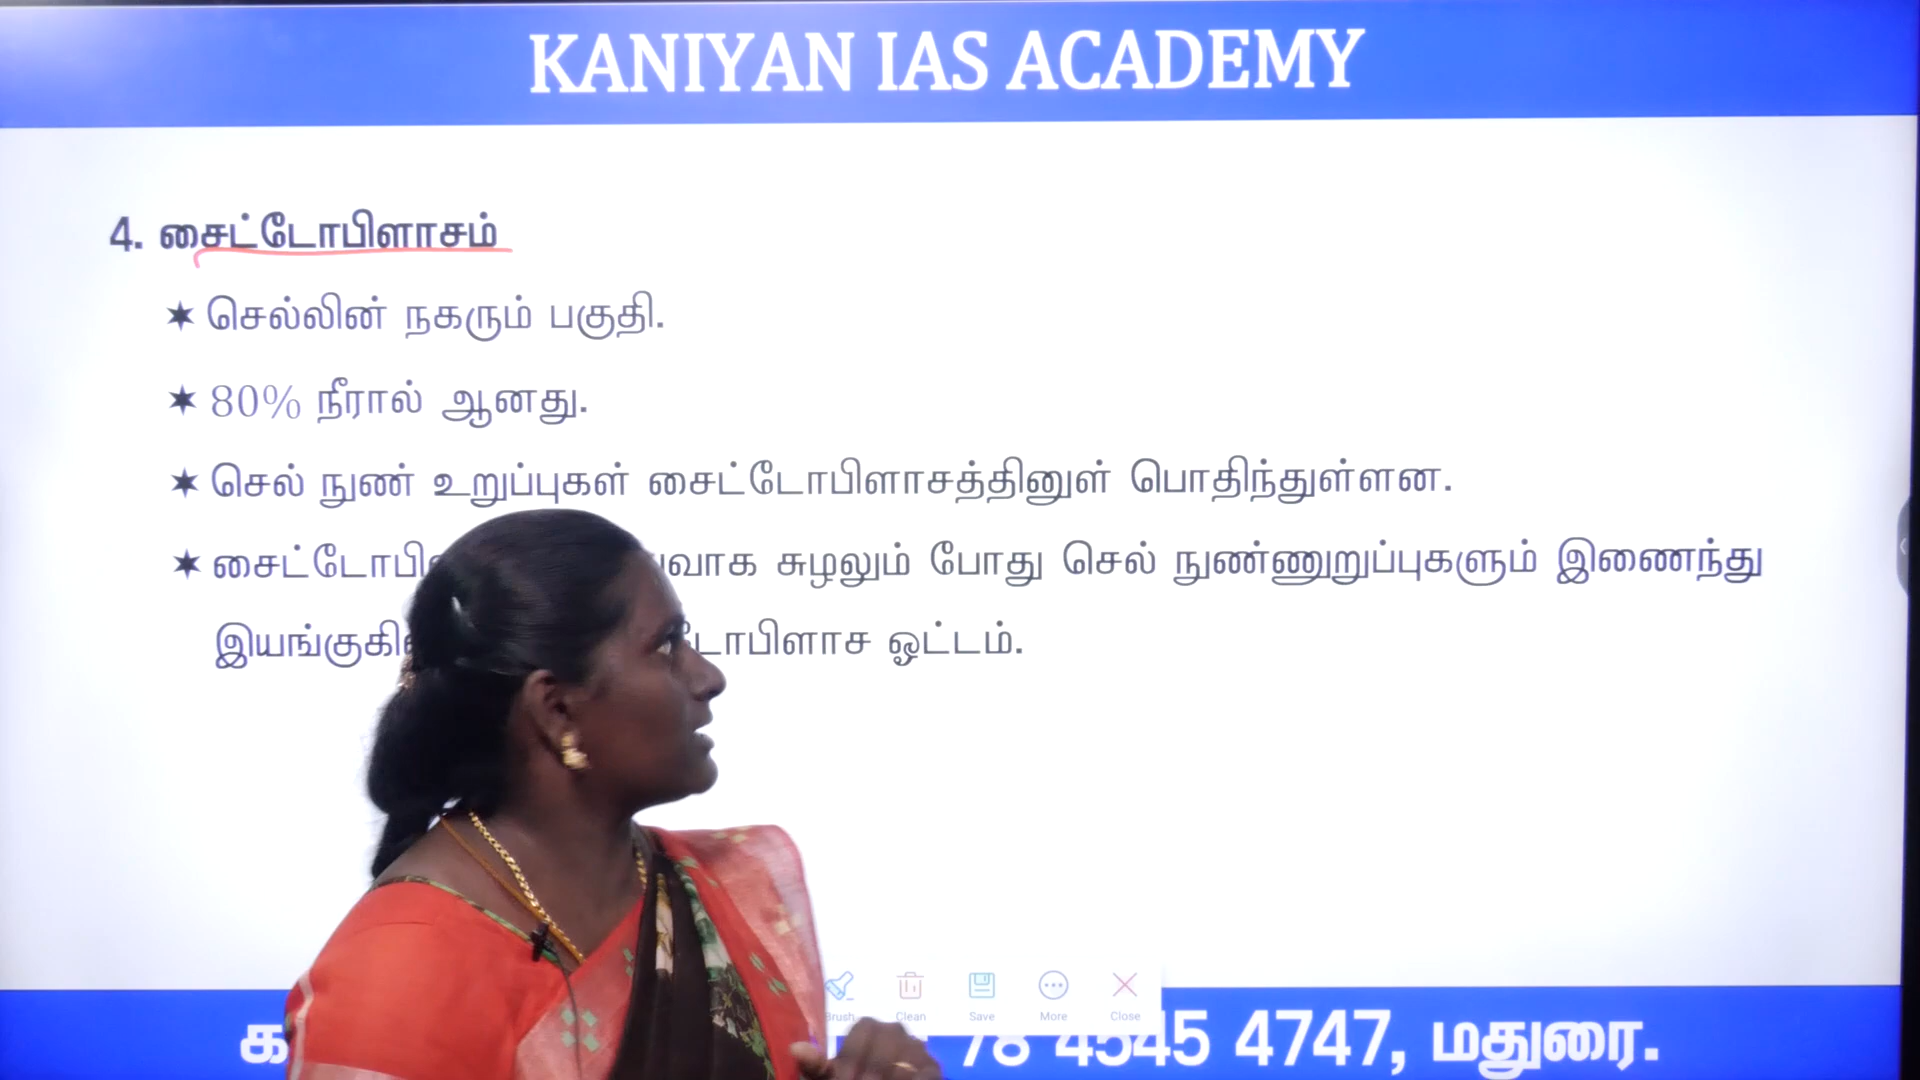 KANIYAN IAS ACADEMY
4. சைட்டோபிளாசம்
✶ செல்லின் நகரும் பகுதி.
✶ 80% நீரால் ஆனது.
✶ செல் நுண் உறுப்புகள் சைட்டோபிளாசத்தினுள் பொதிந்துள்ளன.
✶ சுழலும் போது செல் நுண்ணுறுப்புகளும் இணைந்து
ஓட்டம்.
Brush Clean Save More Close
78 4545 4747, மதுரை.